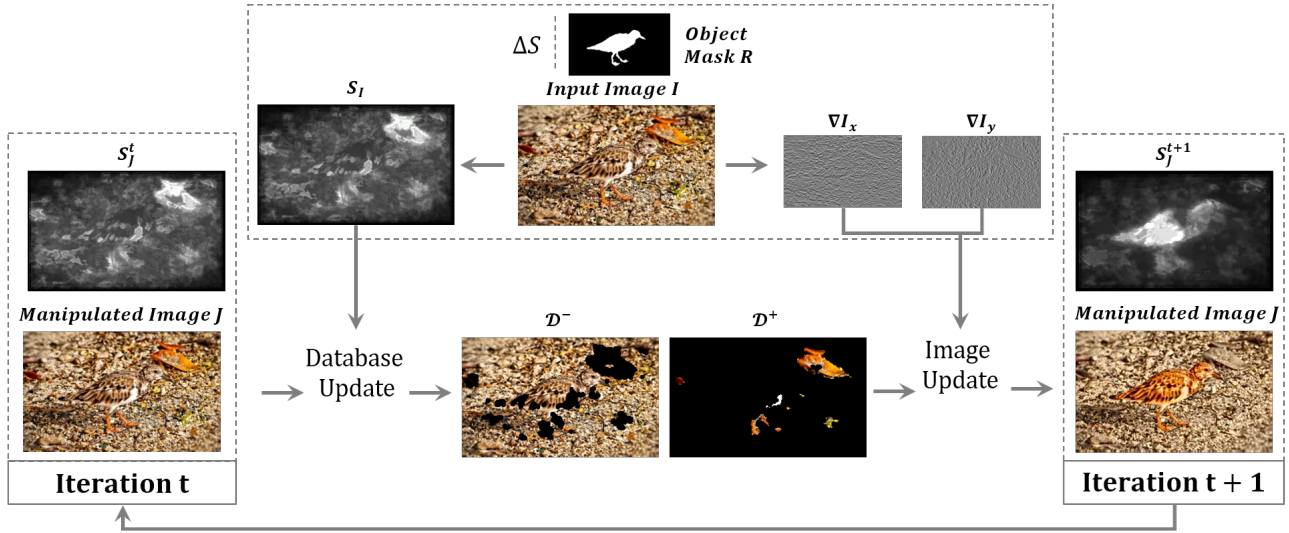 ΔS
Object
Mask R
Input Image I
S_I
∇I_x
∇I_y
S_J^t
S_J^{t+1}
Manipulated Image J
Manipulated Image J
𝒟^−
𝒟^+
Database
Update
Image
Update
Iteration t
Iteration t + 1